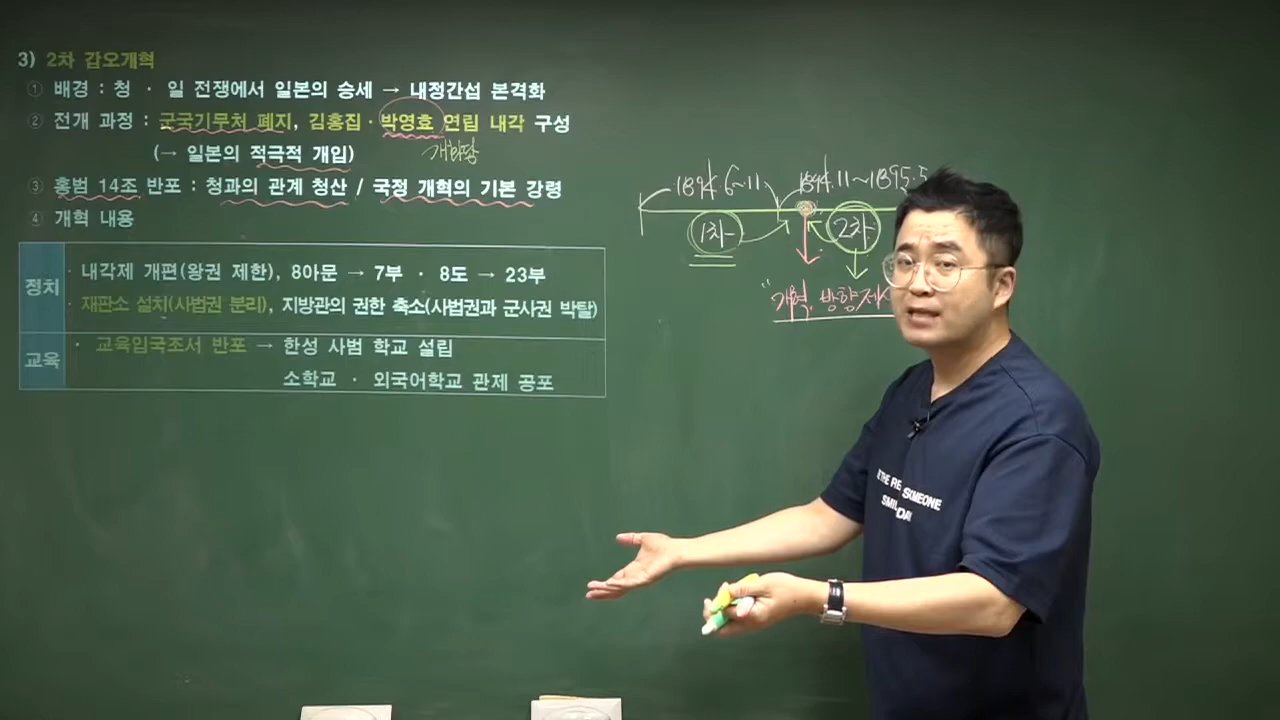 3) 2차 갑오개혁
① 배경 : 청 · 일 전쟁에서 일본의 승세 → 내정간섭 본격화
② 전개 과정 : 군국기무처 폐지, 김홍집 · 박영효 연립 내각 구성
(→ 일본의 적극적 개입)
개화당
③ 홍범 14조 반포 : 청과의 관계 청산 / 국정 개혁의 기본 강령
④ 개혁 내용
정치
· 내각제 개편(왕권 제한), 8아문 → 7부 · 8도 → 23부
· 재판소 설치(사법권 분리), 지방관의 권한 축소(사법권과 군사권 박탈)
교육
· 교육입국조서 반포 → 한성 사범 학교 설립
소학교 · 외국어학교 관제 공포
1894.6~11
1894.11~1895.5
1차
2차
"개혁 방향제
SOMEONE